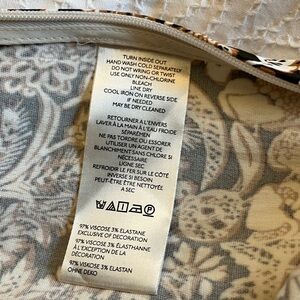 TURN INSIDE OUT
HAND WASH COLD SEPARATELY
DO NOT WRING OR TWIST
USE ONLY NON-CHLORINE
BLEACH
LINE DRY
COOL IRON ON REVERSE SIDE
IF NEEDED
MAY BE DRY CLEANED
RETOURNER À L'ENVERS
LAVER À LA MAIN À L'EAU FROIDE
SÉPARÉMEN
NE PAS TORDRE OU ESSORER
UTILISER UN AGENT DE
BLANCHIMENT SANS CHLORE SI
NÉCESSAIRE
LIGNE SEC
REFROIDIR LE FER SUR LE CÔTÉ
INVERSE SI BESOIN
PEUT-ÊTRE ÊTRE NETTOYÉE
A SEC
P
97% VISCOSE 3% ELASTANE
EXCLUSIVE OF DECORATION
97% VISCOSE 3% ÉLASTHANNE
À L'EXCEPTION DE LA
DÉCORATION
97% VISKOSE 3% ELASTAN
OHNE DEKO